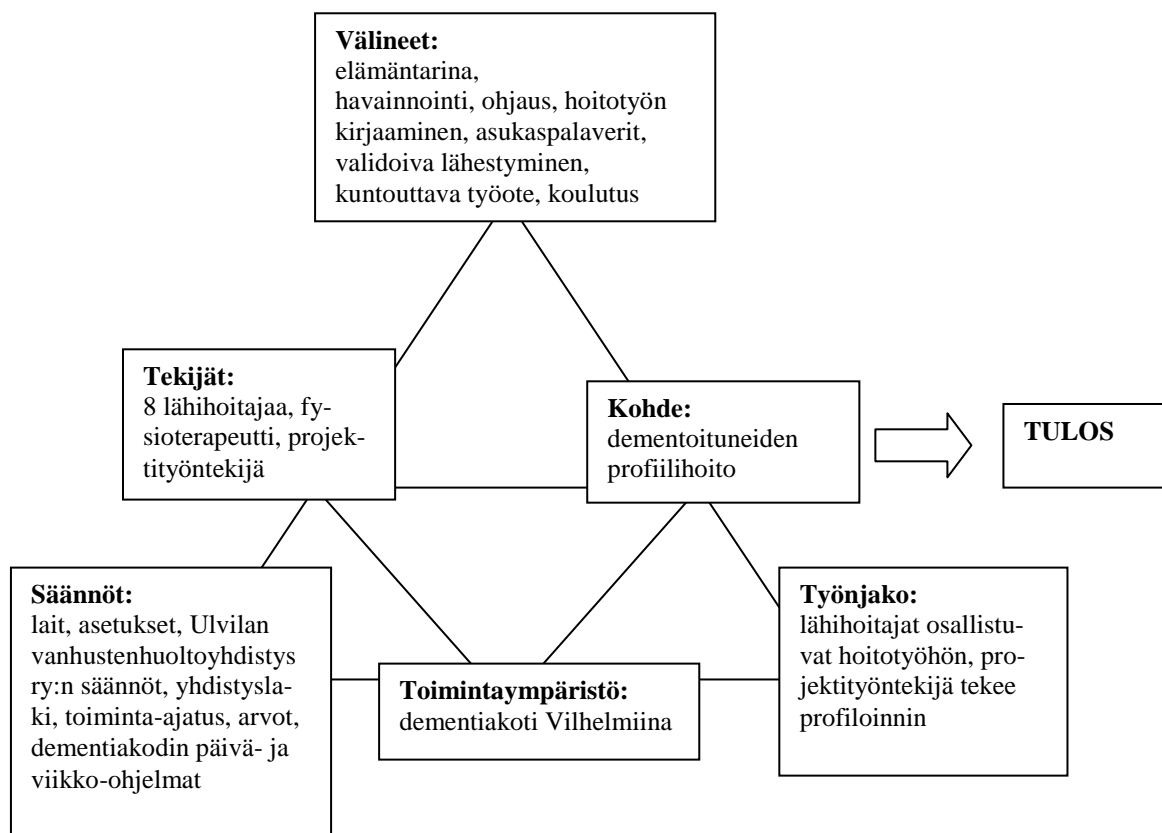 Välineet:
elämäntarina,
havainnointi, ohjaus, hoitotyön
kirjaaminen, asukaspalaverit,
validoiva lähestyminen,
kuntouttava työote, koulutus
Tekijät:
8 lähihoitajaa, fy-
sioterapeutti, projek-
tityöntekijä
Kohde:
dementoituneiden
profiilihoito
TULOS
Säännöt:
lait, asetukset, Ulvilan
vanhustenhuoltoyhdistys
ry:n säännöt, yhdistysla-
ki, toiminta-ajatus, arvot,
dementiakodin päivä- ja
viikko-ohjelmat
Toimintaympäristö:
dementiakoti Vilhelmiina
Työnjako:
lähihoitajat osallistu-
vat hoitotyöhön, pro-
jektityöntekijä tekee
profiloinnin